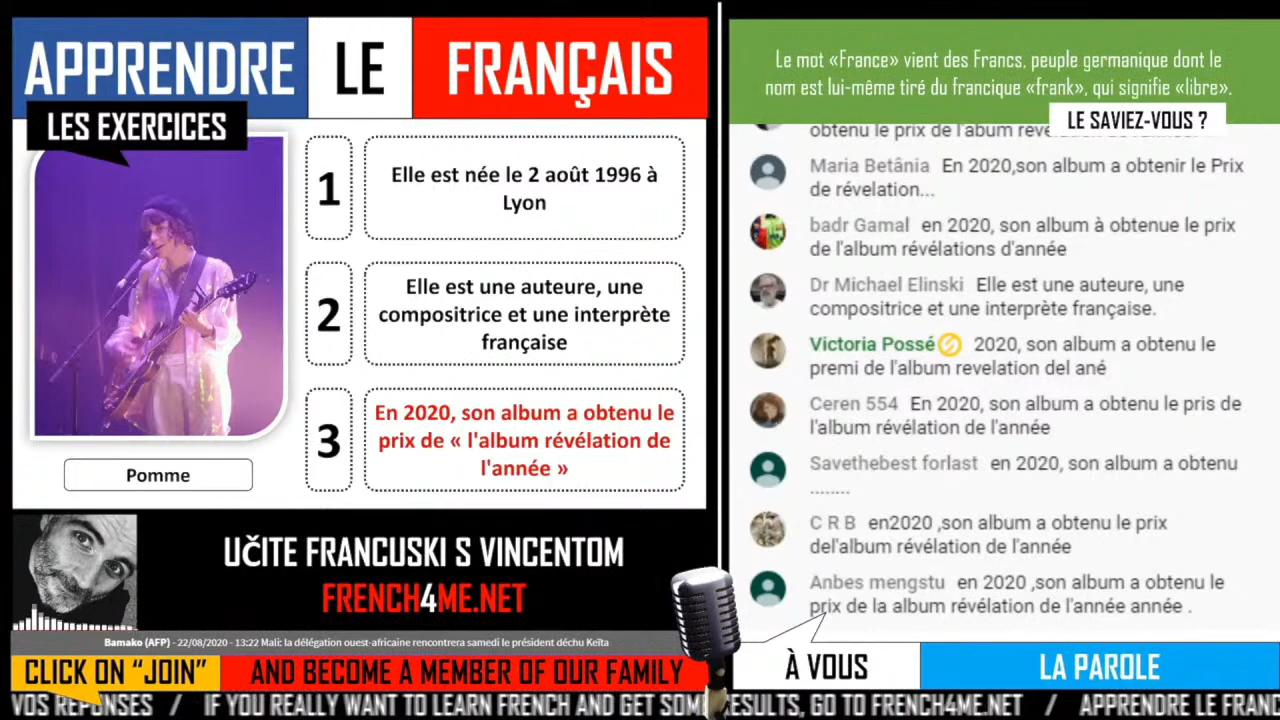 APPRENDRE LE FRANÇAIS
LES EXERCICES
1
Elle est née le 2 août 1996 à
Lyon
2
Elle est une auteure, une
compositrice et une interprète
française
3
En 2020, son album a obtenu le
prix de « l'album révélation de
l'année »
Pomme
UČITE FRANCUSKI S VINCENTOM
FRENCH4ME.NET
Bamako (AFP) - 22/08/2020 - 13:22 Mali: la délégation ouest-africaine rencontrera samedi le président déchu Keïta
CLICK ON “JOIN” AND BECOME A MEMBER OF OUR FAMILY
Le mot «France» vient des Francs, peuple germanique dont le
nom est lui-même tiré du francique «frank», qui signifie «libre».
LE SAVIEZ-VOUS ?
obtenu le prix de l'album
Maria Betânia En 2020,son album a obtenir le Prix
de révelation...
badr Gamal en 2020, son album à obtenue le prix
de l'album révélations d'année
Dr Michael Elinski Elle est une auteure, une
compositrice et une interprète française.
Victoria Possé 2020, son album a obtenu le
premi de l'album revelation del ané
Ceren 554 En 2020, son album a obtenu le pris de
l'album révélation de l'année
Savethebest forlast en 2020, son album a obtenu
........
C R B en2020 ,son album a obtenu le prix
del'album révélation de l'année
Anbes mengstu en 2020 ,son album a obtenu le
prix de la album révélation de l'année année .
À VOUS LA PAROLE
VOS REPONSES / IF YOU REALLY WANT TO LEARN FRENCH AND GET SOM ESULTS, GO TO FRENCH4ME.NET / APPRENDRE LE FRANC